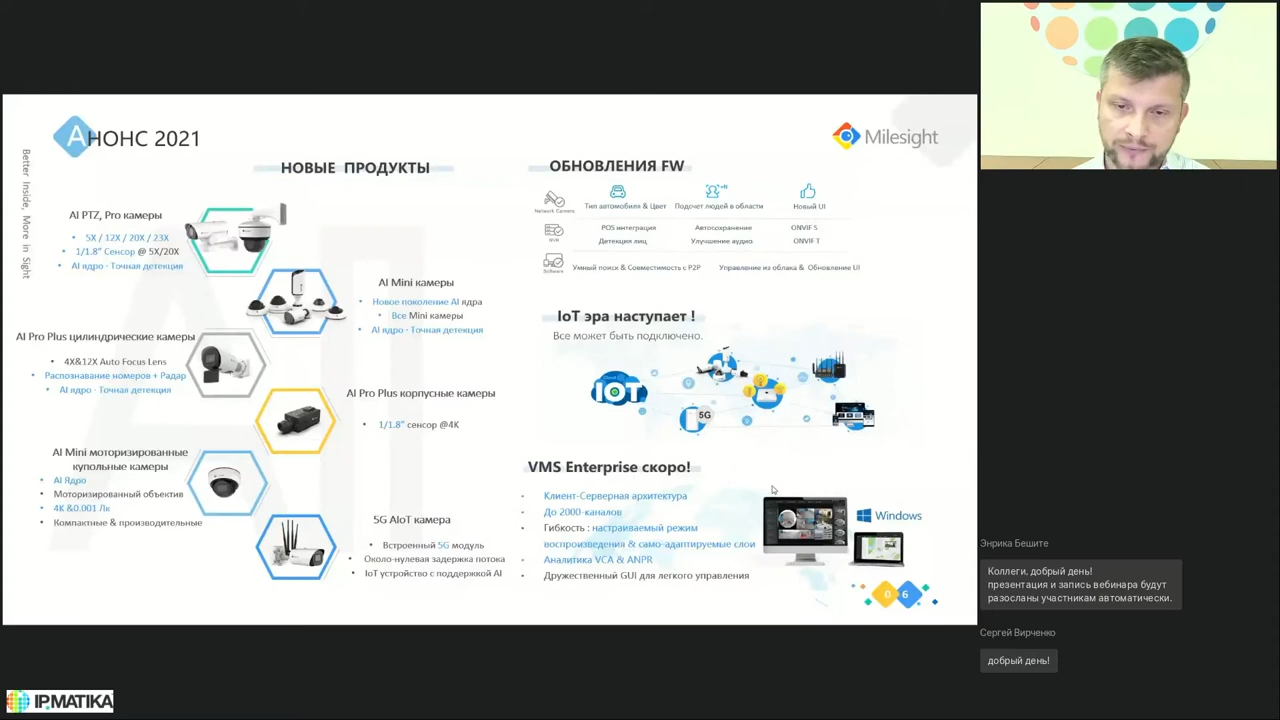 АНОНС 2021
Milesight
Better Inside, More in Sight
НОВЫЕ ПРОДУКТЫ
AI PTZ, Pro камеры
• 5X / 12X / 20X / 23X
• 1/1.8" Сенсор @ 5X/20X
• AI ядро · Точная детекция
AI Mini камеры
• Новое поколение AI ядра
• Все Mini камеры
• AI ядро · Точная детекция
AI Pro Plus цилиндрические камеры
• 4X&12X Auto Focus Lens
• Распознавание номеров + Радар
• AI ядро · Точная детекция
AI Pro Plus корпусные камеры
• 1/1.8" сенсор @4K
AI Mini моторизированные
купольные камеры
• AI Ядро
• Моторизированный объектив
• 4K &0.001 Лк
• Компактные & производительные
5G AIoT камера
• Встроенный 5G модуль
• Около-нулевая задержка потока
• IoT устройство с поддержкой AI
ОБНОВЛЕНИЯ FW
Network Camera
Тип автомобиля & Цвет
Подсчет людей в области
Новый UI
NVR
POS интеграция
Автосохранение
ONVIF S
Детекция лиц
Улучшение аудио
ONVIF T
Software
Умный поиск & Совместимость с P2P
Управление из облака & Обновление UI
IoT эра наступает !
Все может быть подключено.
IOT
5G
VMS Enterprise скоро!
• Клиент-Серверная архитектура
• До 2000-каналов
• Гибкость : настраиваемый режим
воспроизведения & само-адаптируемые слои
• Аналитика VCA & ANPR
• Дружественный GUI для легкого управления
Windows
06
Энрика Бешите
Коллеги, добрый день!
презентация и запись вебинара будут
разосланы участникам автоматически.
Сергей Вирченко
добрый день!
IPMATIKA